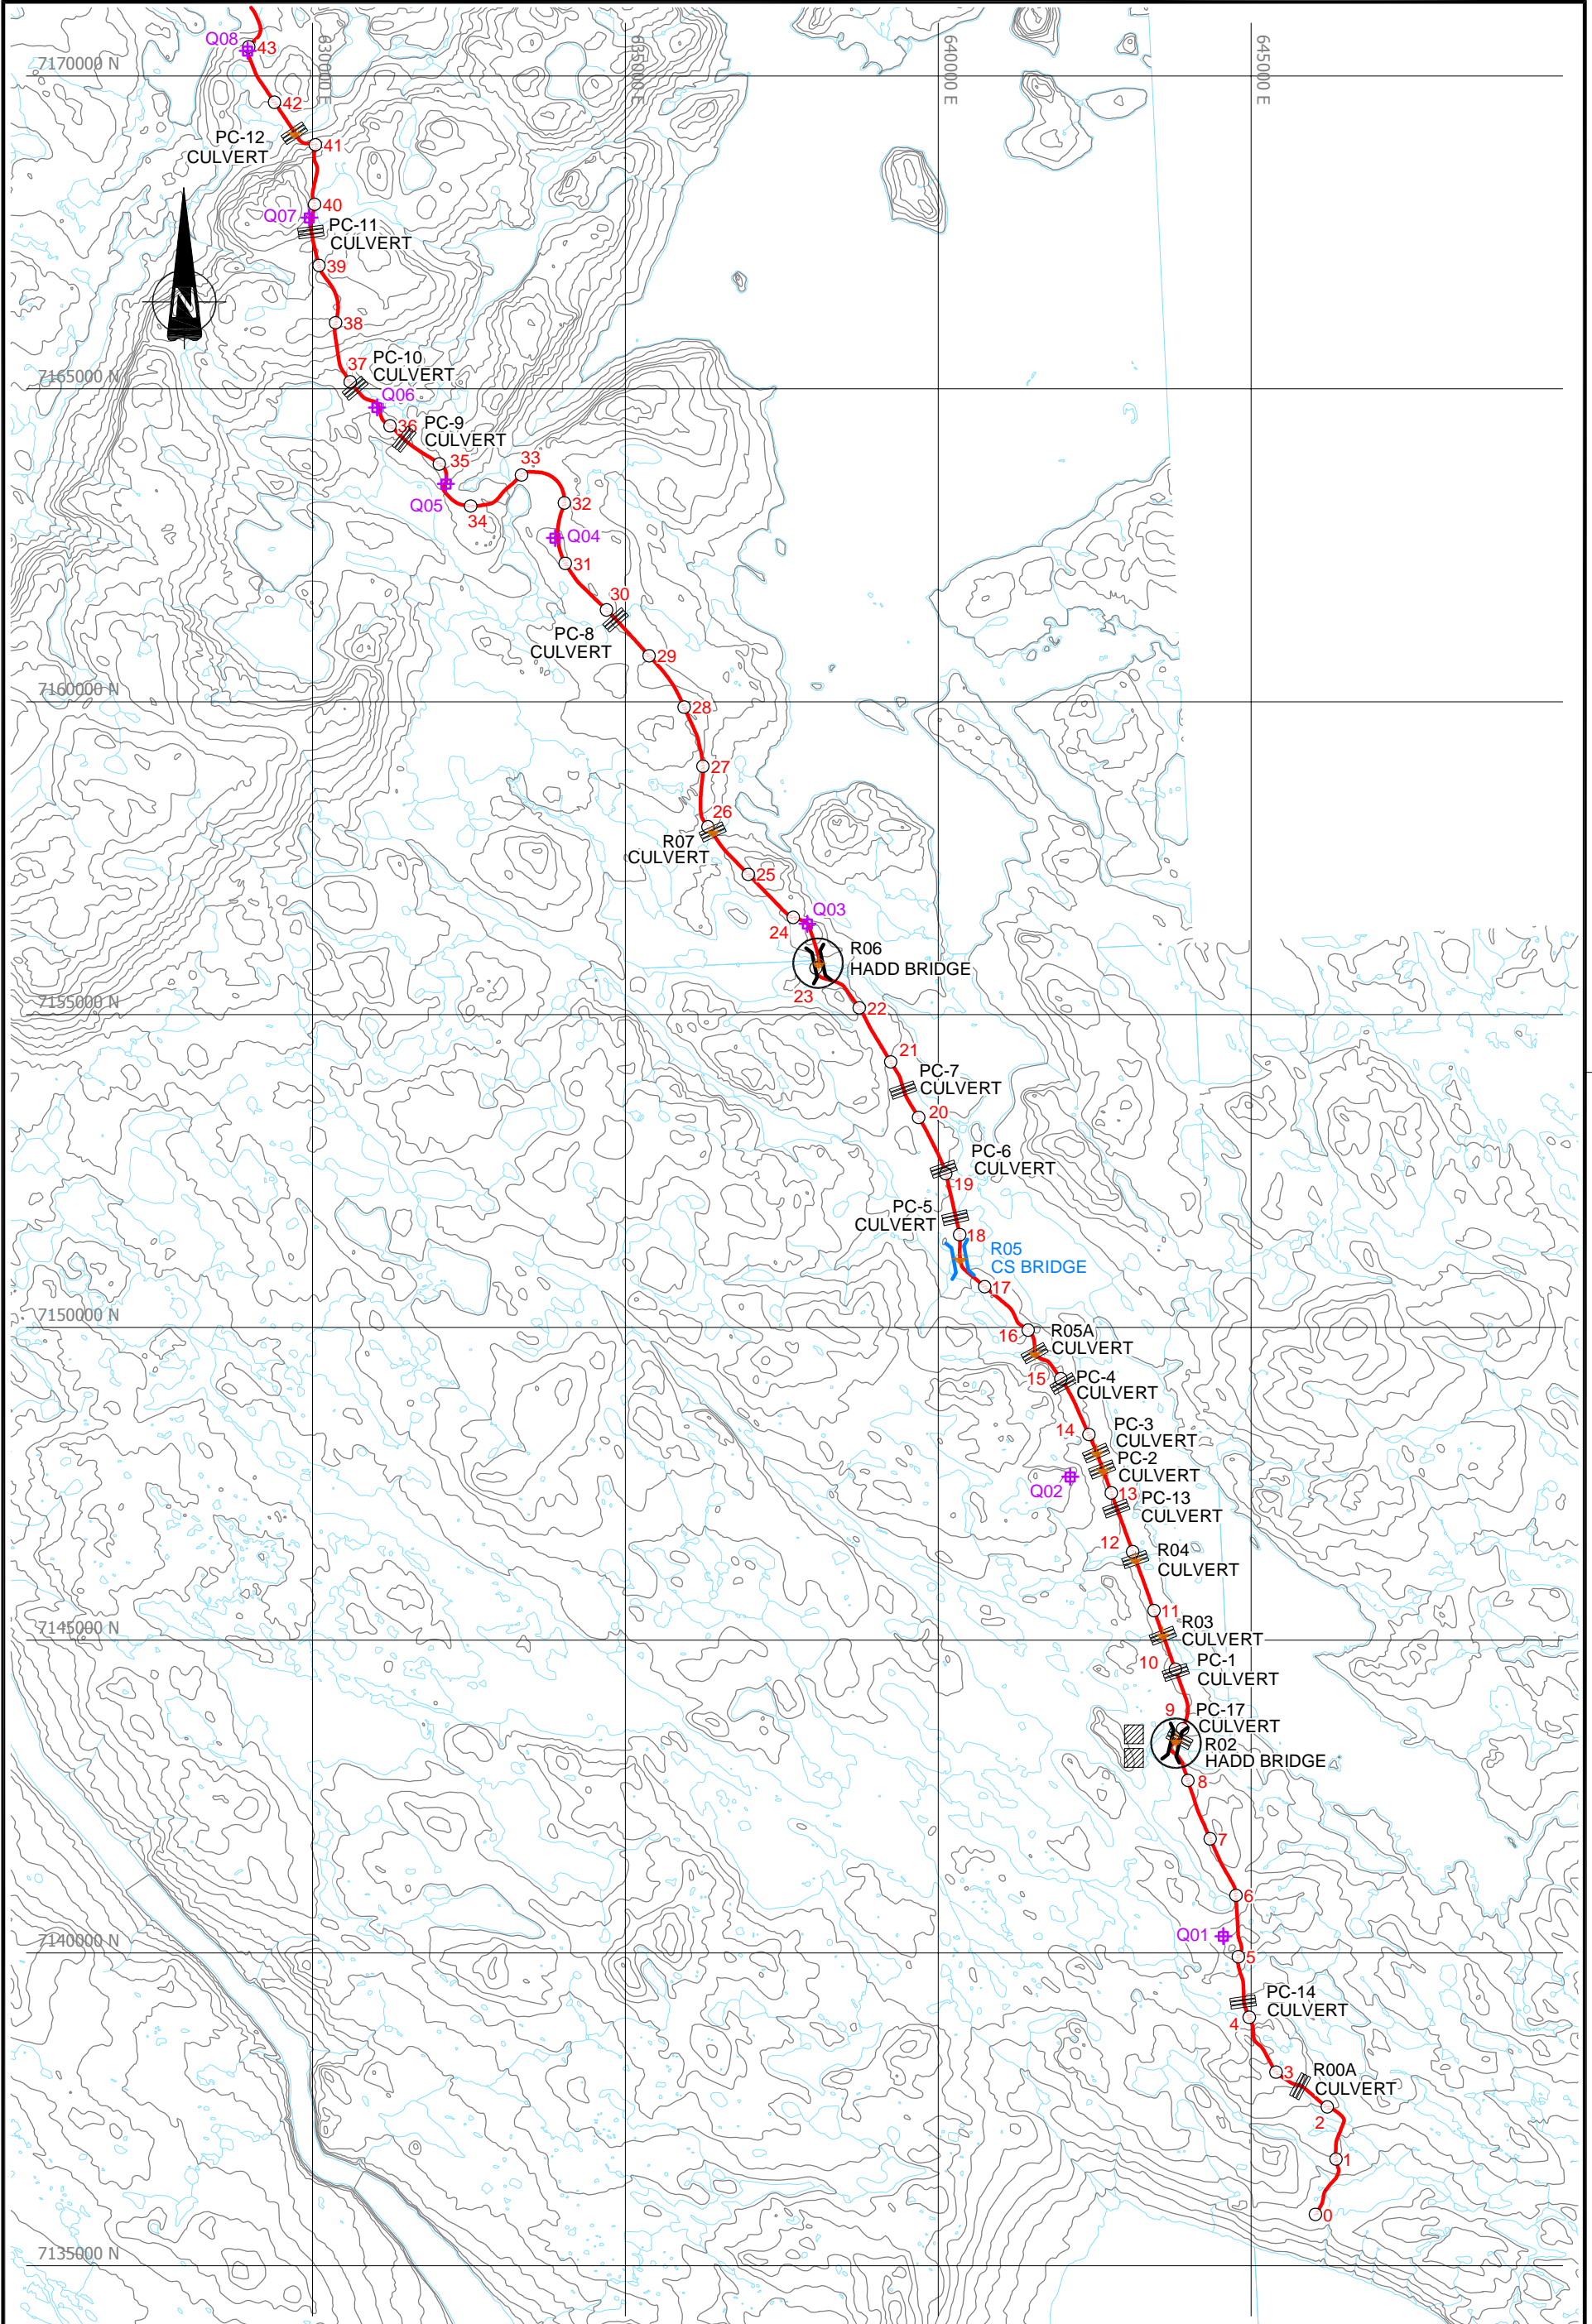 Q08
43
7170000 N
630000 E
635000 E
640000 E
645000 E
42
PC-12
CULVERT
41
40
Q07
PC-11
CULVERT
39
N
38
37
PC-10
CULVERT
7165000 N
Q06
36
PC-9
CULVERT
35
33
Q05
34
32
Q04
31
30
PC-8
CULVERT
29
7160000 N
28
27
26
R07
CULVERT
25
Q03
24
R06
HADD BRIDGE
23
7155000 N
22
21
PC-7
CULVERT
20
PC-6
CULVERT
19
PC-5
CULVERT
18
R05
CS BRIDGE
17
7150000 N
16
R05A
CULVERT
15
PC-4
CULVERT
14
PC-3
CULVERT
PC-2
CULVERT
Q02
13
PC-13
CULVERT
12
R04
CULVERT
11
7145000 N
R03
CULVERT
10
PC-1
CULVERT
9
PC-17
CULVERT
R02
HADD BRIDGE
8
7
6
Q01
7140000 N
5
PC-14
CULVERT
4
3
R00A
CULVERT
2
1
0
7135000 N